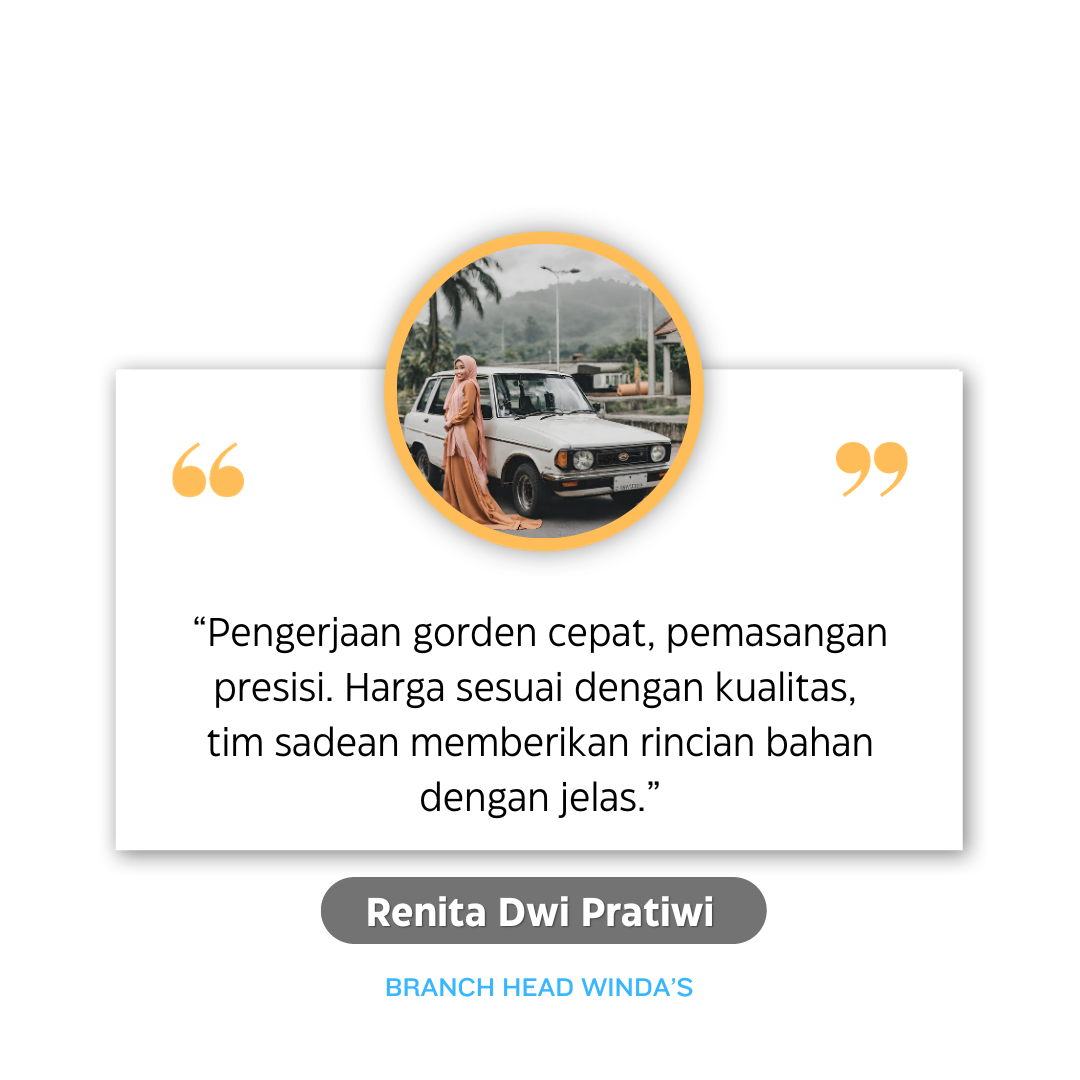 “Pengerjaan gorden cepat, pemasangan
presisi. Harga sesuai dengan kualitas,
tim sadean memberikan rincian bahan
dengan jelas.”
Renita Dwi Pratiwi
BRANCH HEAD WINDA’S